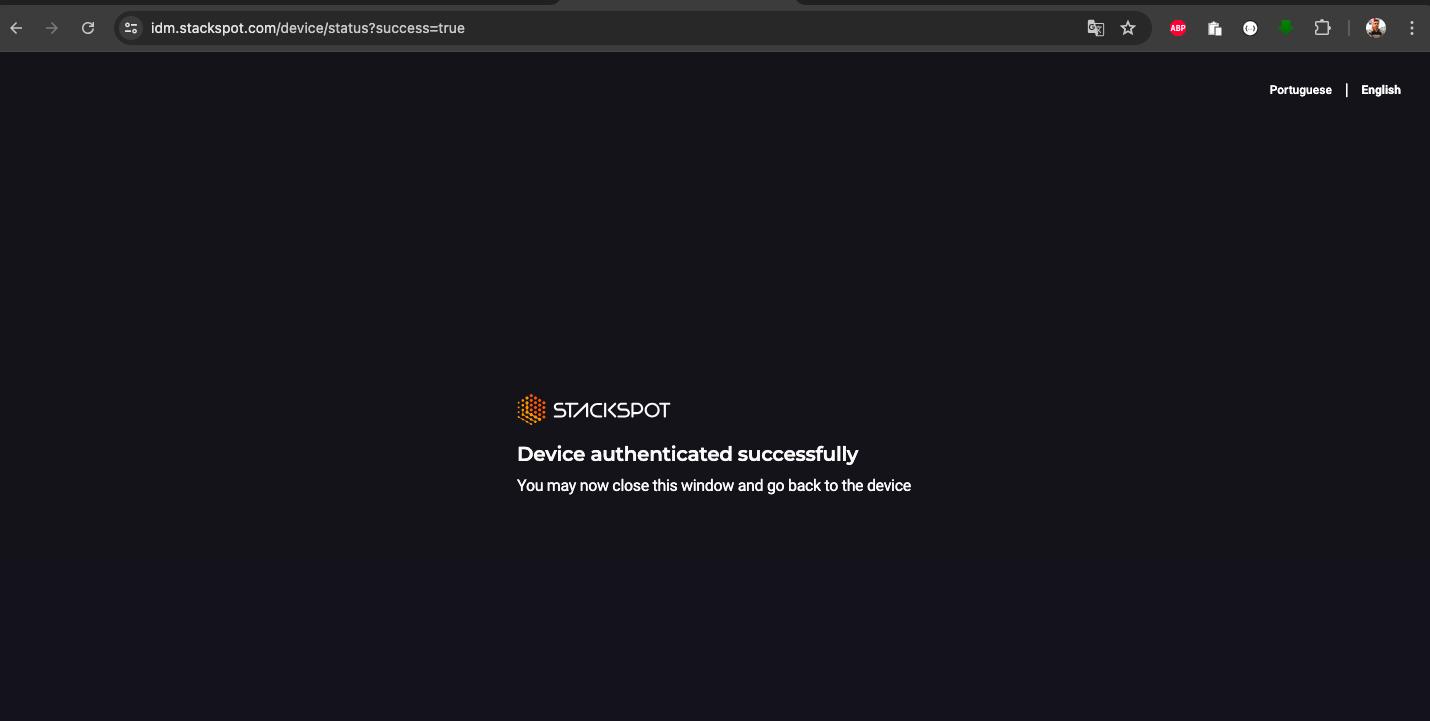 idm.stackspot.com/device/status?success=true
ABP
Portuguese | English
STACKSPOT
Device authenticated successfully
You may now close this window and go back to the device